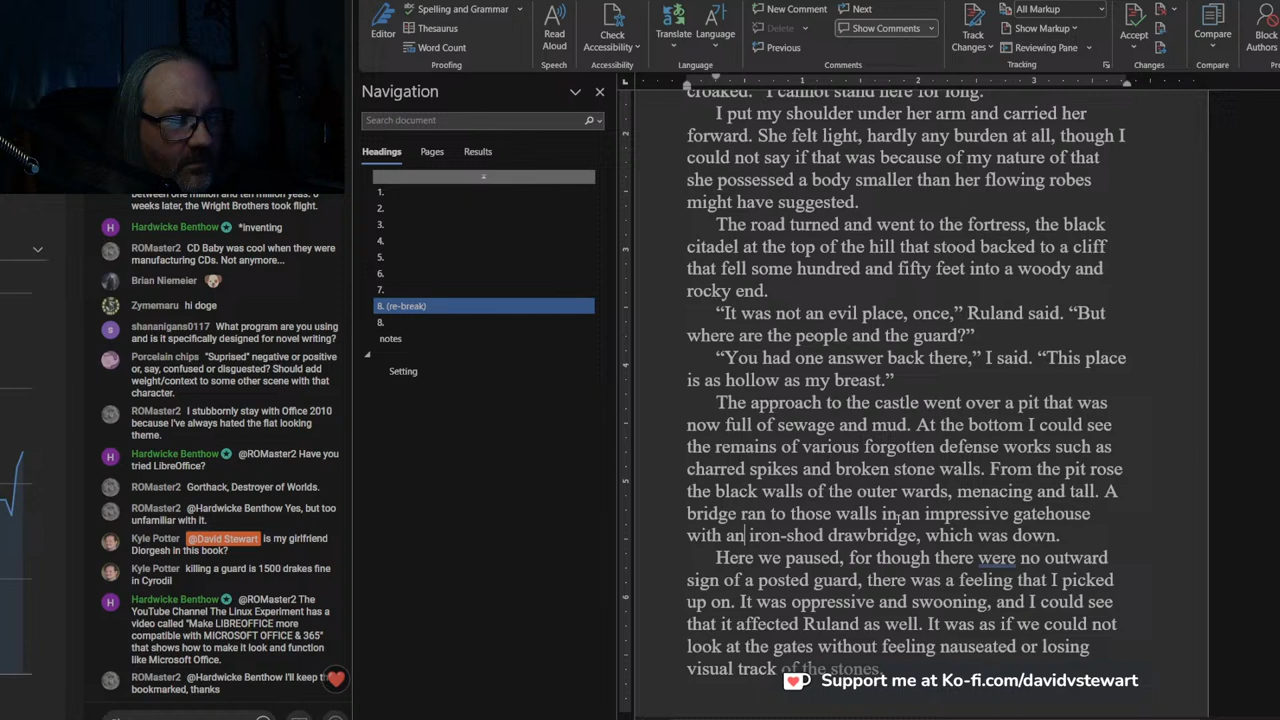 Editor
Spelling and Grammar
Thesaurus
Word Count
Proofing
Read Aloud
Speech
Check Accessibility
Accessibility
Translate
Language
Language
New Comment
Delete
Previous
Next
Show Comments
Comments
Track Changes
All Markup
Show Markup
Reviewing Pane
Tracking
Accept
Changes
Compare
Compare
Block Authors
Navigation
Search document
Headings
Pages
Results
1.
2.
3.
4.
5.
6.
7.
8. (re-break)
8.
notes
Setting
between one million and ten million years. 8
weeks later, the Wright Brothers took flight.
Hardwicke Benthow *Inventing
ROMaster2 CD Baby was cool when they were
manufacturing CDs. Not anymore...
Brian Niemeier
Zymemaru hi doge
shananigans0117 What program are you using
and is it specifically designed for novel writing?
Porcelain chips "Suprised" negative or positive
or, say, confused or disgusted? Should add
weight/context to some other scene with that
character.
ROMaster2 I stubbornly stay with Office 2010
because I've always hated the flat looking
theme.
Hardwicke Benthow @ROMaster2 Have you
tried LibreOffice?
ROMaster2 Gorthack, Destroyer of Worlds.
ROMaster2 @Hardwicke Benthow Yes, but too
unfamiliar with it.
Kyle Potter @David Stewart is my girlfriend
Diorgesh in this book?
Kyle Potter killing a guard is 1500 drakes fine
in Cyrodil
Hardwicke Benthow @ROMaster2 The
YouTube Channel The Linux Experiment has a
video called "Make LIBREOFFICE more
compatible with MICROSOFT OFFICE & 365"
that shows how to make it look and function
like Microsoft Office.
ROMaster2 @Hardwicke Benthow I'll keep th
bookmarked, thanks
1
2
3
2
3
4
5
6
croaked. "I cannot stand here for long.
I put my shoulder under her arm and carried her
forward. She felt light, hardly any burden at all, though I
could not say if that was because of my nature of that
she possessed a body smaller than her flowing robes
might have suggested.
The road turned and went to the fortress, the black
citadel at the top of the hill that stood backed to a cliff
that fell some hundred and fifty feet into a woody and
rocky end.
“It was not an evil place, once,” Ruland said. “But
where are the people and the guard?”
“You had one answer back there,” I said. “This place
is as hollow as my breast.”
The approach to the castle went over a pit that was
now full of sewage and mud. At the bottom I could see
the remains of various forgotten defense works such as
charred spikes and broken stone walls. From the pit rose
the black walls of the outer wards, menacing and tall. A
bridge ran to those walls in an impressive gatehouse
with an iron-shod drawbridge, which was down.
Here we paused, for though there were no outward
sign of a posted guard, there was a feeling that I picked
up on. It was oppressive and swooning, and I could see
that it affected Ruland as well. It was as if we could not
look at the gates without feeling nauseated or losing
visual track of the stones.
Support me at Ko-fi.com/davidvstewart